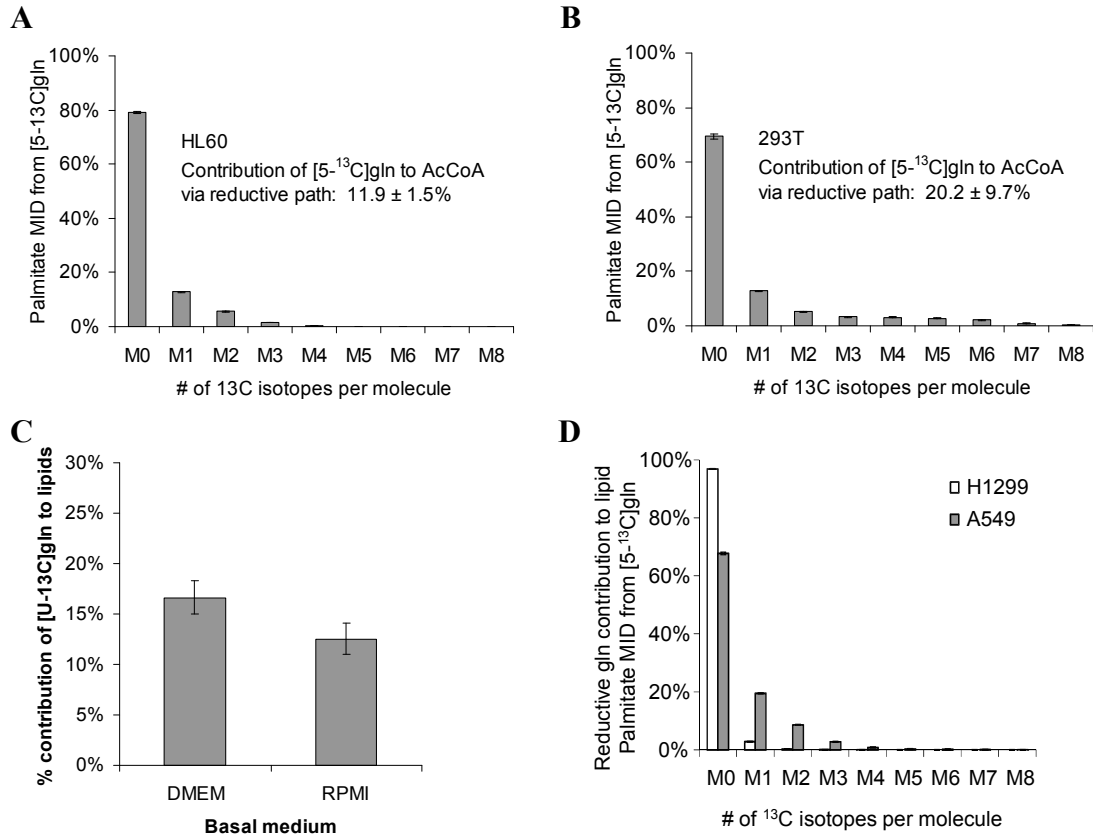 A
Palmitate MID from [5-13C]gln
100%
80%
60%
40%
20%
0%
HL60
Contribution of [5-¹³C]gln to AcCoA
via reductive path: 11.9 ± 1.5%
M0 M1 M2 M3 M4 M5 M6 M7 M8
# of 13C isotopes per molecule
B
Palmitate MID from [5-13C]gln
100%
80%
60%
40%
20%
0%
293T
Contribution of [5-¹³C]gln to AcCoA
via reductive path: 20.2 ± 9.7%
M0 M1 M2 M3 M4 M5 M6 M7 M8
# of 13C isotopes per molecule
C
% contribution of [U-13C]gln to lipids
30%
25%
20%
15%
10%
5%
0%
DMEM RPMI
Basal medium
D
Reductive gln contribution to lipid
Palmitate MID from [5-¹³C]gln
100%
80%
60%
40%
20%
0%
H1299
A549
M0 M1 M2 M3 M4 M5 M6 M7 M8
# of ¹³C isotopes per molecule